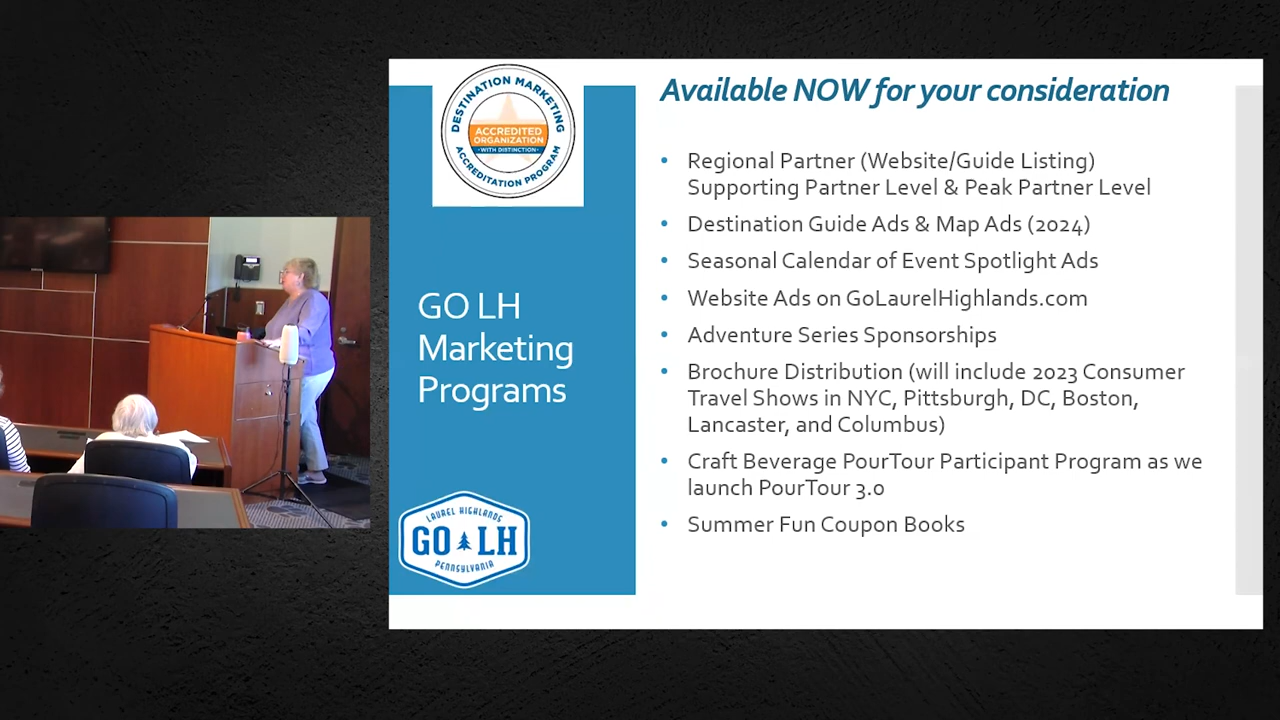 DESTINATION MARKETING
ACCREDITED
ORGANIZATION
• WITH DISTINCTION •
ACCREDITATION PROGRAM
GO LH
Marketing
Programs
LAUREL HIGHLANDS
GO LH
PENNSYLVANIA
Available NOW for your consideration
• Regional Partner (Website/Guide Listing)
Supporting Partner Level & Peak Partner Level
• Destination Guide Ads & Map Ads (2024)
• Seasonal Calendar of Event Spotlight Ads
• Website Ads on GoLaurelHighlands.com
• Adventure Series Sponsorships
• Brochure Distribution (will include 2023 Consumer
Travel Shows in NYC, Pittsburgh, DC, Boston,
Lancaster, and Columbus)
• Craft Beverage PourTour Participant Program as we
launch PourTour 3.0
• Summer Fun Coupon Books